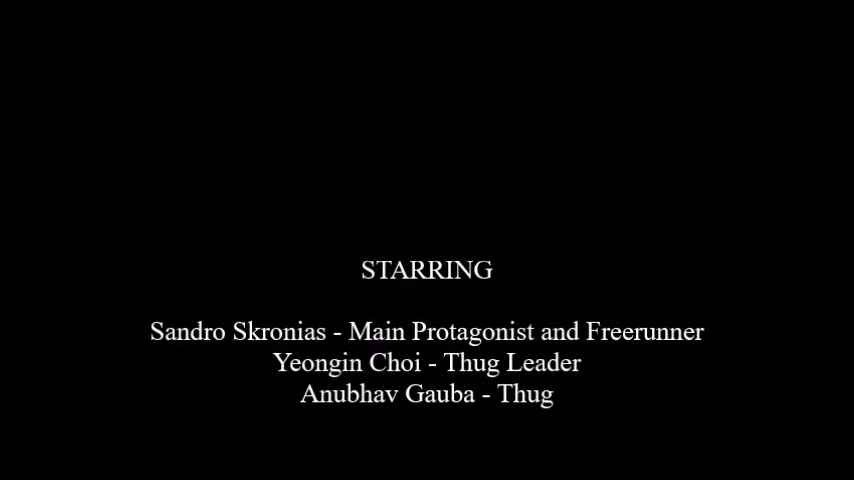 STARRING
Sandro Skronias - Main Protagonist and Freerunner
Yeongin Choi - Thug Leader
Anubhav Gauba - Thug